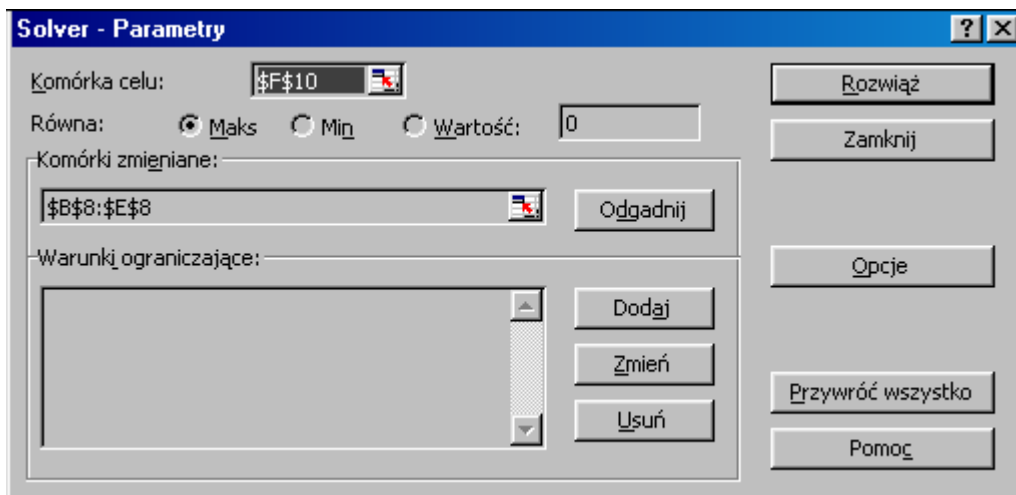 Solver - Parametry
Komórka celu: $F$10
Rozwiąż
Równa: Maks Min Wartość: 0
Zamknij
Komórki zmieniane:
$B$8:$E$8
Odgadnij
Warunki ograniczające:
Opcje
Dodaj
Zmień
Przywróć wszystko
Usuń
Pomoc